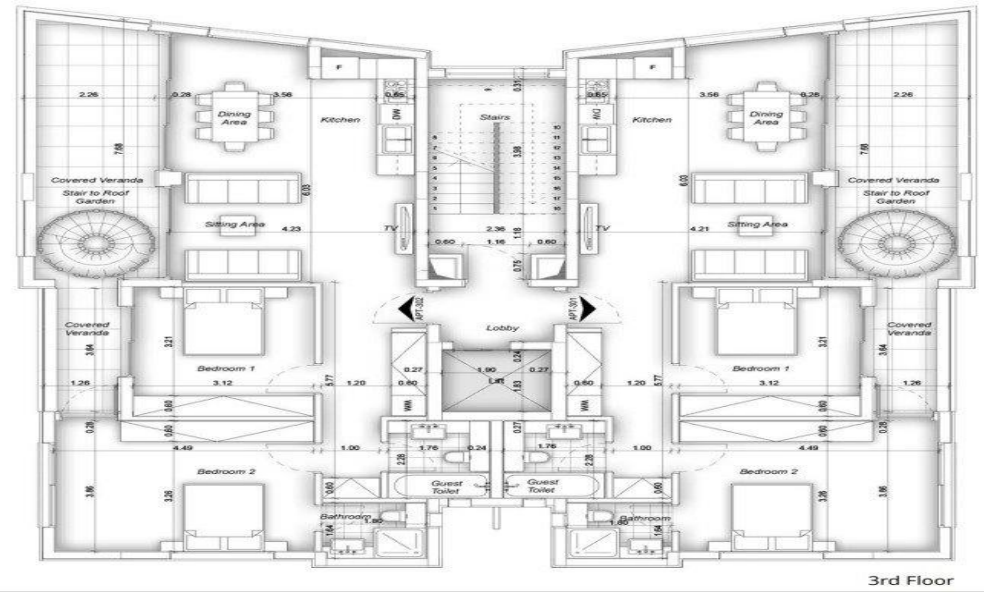 F
F
0.31
2.26
0.28
3.56
0.65
0.65
3.56
0.28
2.26
Dining
Area
Kitchen
DW
Stairs
DW
Kitchen
Dining
Area
7.68
3.98
7.68
Covered Veranda
Stair to Roof
Garden
6.03
6.03
Covered Veranda
Stair to Roof
Garden
Sitting Area
4.23
TV
2.36
1.18
TV
4.21
Sitting Area
0.60
1.16
0.60
0.75
APT-302
APT-301
Covered
Veranda
3.64
3.21
Lobby
0.24
3.21
Covered
Veranda
3.64
Bedroom 1
0.27
1.90
0.27
Bedroom 1
Lift
1.83
1.26
3.12
5.77
1.20
0.60
0.60
1.20
5.77
3.12
1.26
0.60
WM
WM
0.60
0.28
0.60
0.27
0.60
0.28
4.49
1.00
1.76
0.24
1.76
1.00
4.49
2.28
2.28
Bedroom 2
Bedroom 2
3.66
3.26
0.60
Guest
Toilet
Guest
Toilet
0.60
3.26
3.66
Bathroom
1.80
1.64
1.80
Bathroom
1.64
3rd Floor